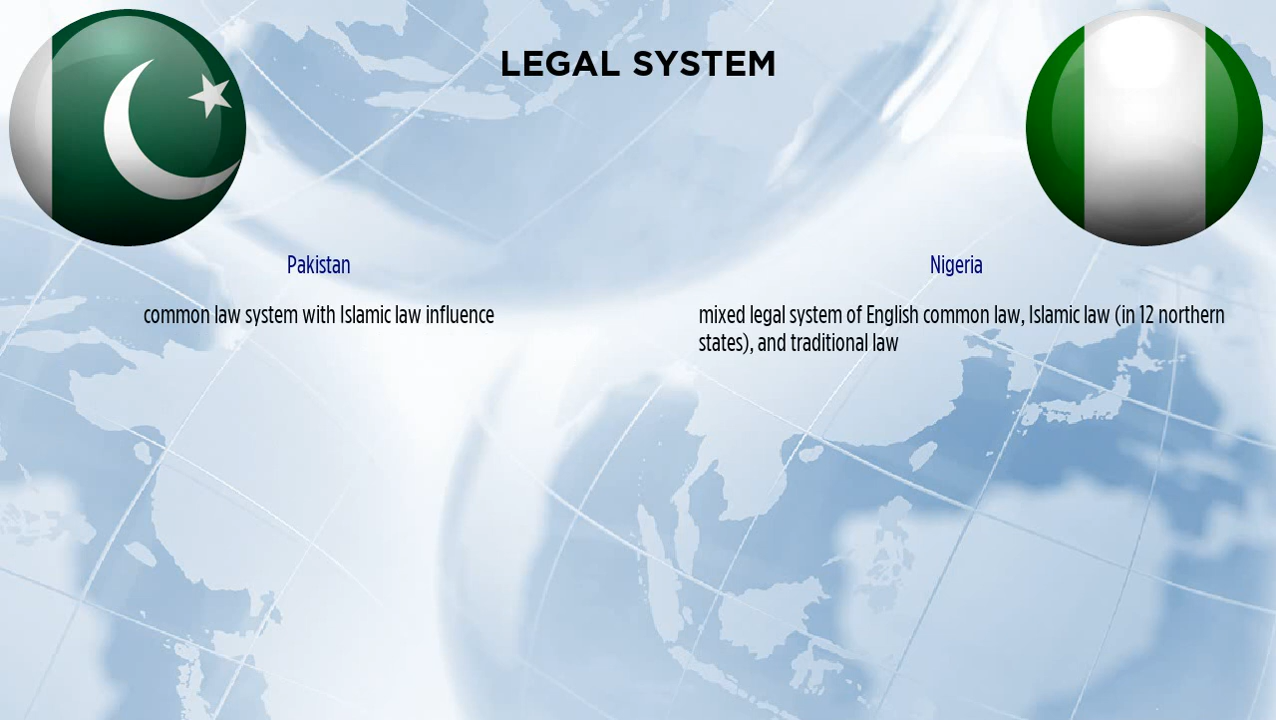 LEGAL SYSTEM
Pakistan
common law system with Islamic law influence
Nigeria
mixed legal system of English common law, Islamic law (in 12 northern
states), and traditional law